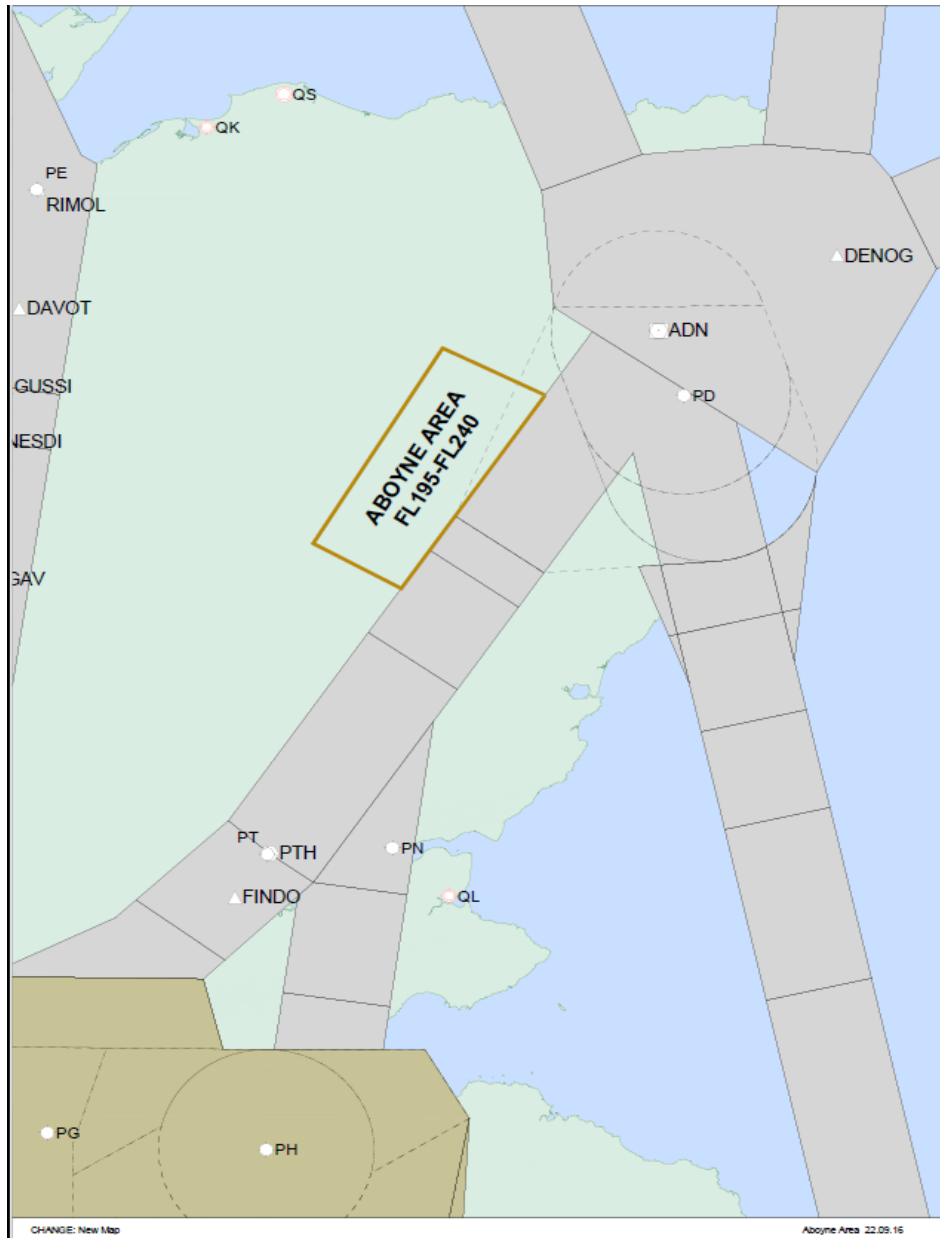 QS
QK
PE
RIMOL
DENOG
DAVOT
ADN
GUSSI
PD
ABOYNE AREA
FL195-FL240
NESDI
GAV
PT
PTH
PN
FINDO
QL
PG
PH
CHANGE: New Map
Aboyne Area 22.09.16